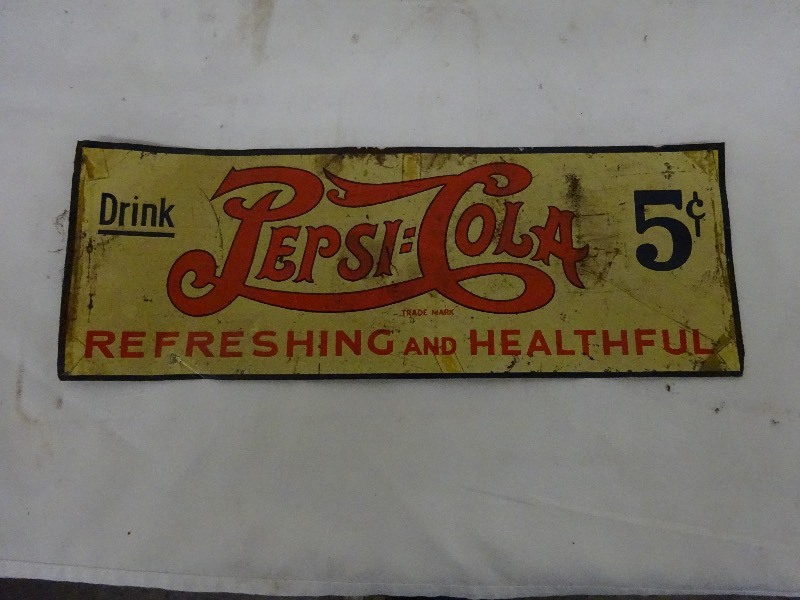 Drink PEPSI=COLA 5¢
TRADE MARK
REFRESHING AND HEALTHFUL